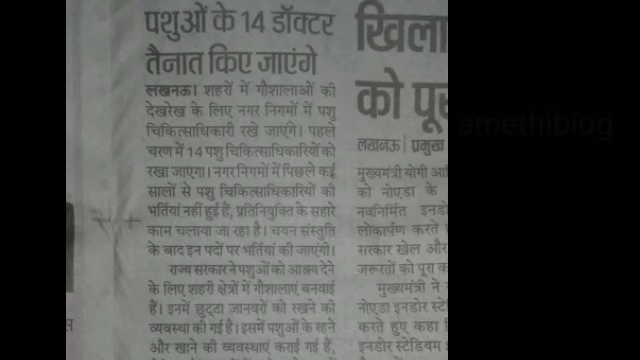 पशुओं के 14 डॉक्टर
तैनात किए जाएंगे
लखनऊ। शहरों में गौशालाओं की
देखरेख के लिए नगर निगमों में पशु
चिकित्साधिकारी रखे जाएंगे। पहले
चरण में 14 पशु चिकित्साधिकारियों को
रखा जाएगा। नगर निगमों में पिछले कई
सालों से पशु चिकित्साधिकारियों की
भर्तियां नहीं हुई हैं, प्रतिनियुक्ति के सहारे
काम चलाया जा रहा है। चयन संस्तुति
के बाद इन पदों पर भर्तियां की जाएंगी।
राज्य सरकार ने पशुओं को आश्रय देने
के लिए शहरी क्षेत्रों में गौशालाएं बनवाई
हैं। इनमें छुट्टा जानवरों को रखने की
व्यवस्था की गई है। इसमें पशुओं के रहने
और खाने की व्यवस्थाएं कराई गई हैं,
खिला
को पू
लखनऊ | प्रमुख
मुख्यमंत्री योगी आ
को नोएडा के
नवनिर्मित इनडो
लोकार्पण करते
सरकार खेल और
जरूरतों को पूरा क
मुख्यमंत्री ने
नोएडा इनडोर स्टे
करते हुए कहा
इनडोर स्टेडियम
amethiblog